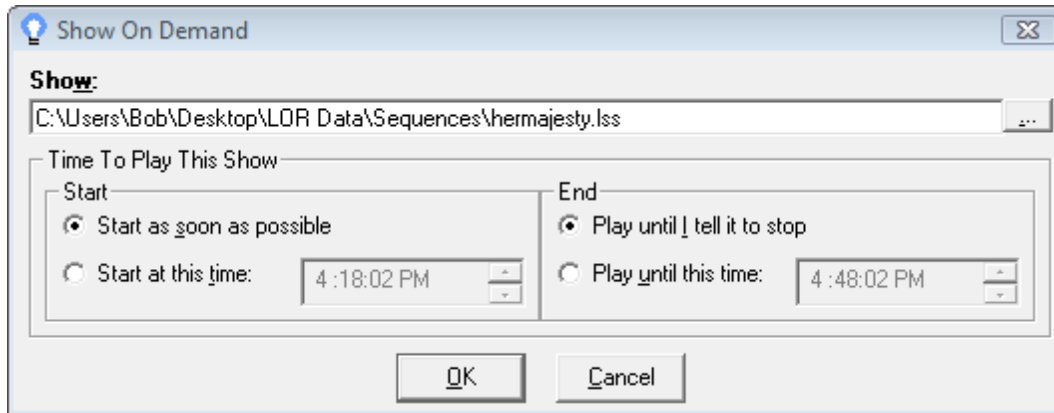 Show On Demand
Show:
C:\Users\Bob\Desktop\LOR Data\Sequences\hermajesty.lss ...
Time To Play This Show
Start End
Start as soon as possible Play until I tell it to stop
Start at this time: 4 :18:02 PM Play until this time: 4 :48:02 PM
OK Cancel